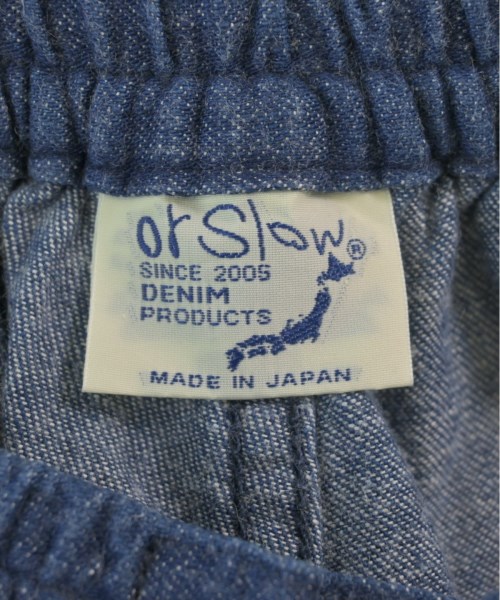 orSlow®
SINCE 2005
DENIM
PRODUCTS
MADE IN JAPAN